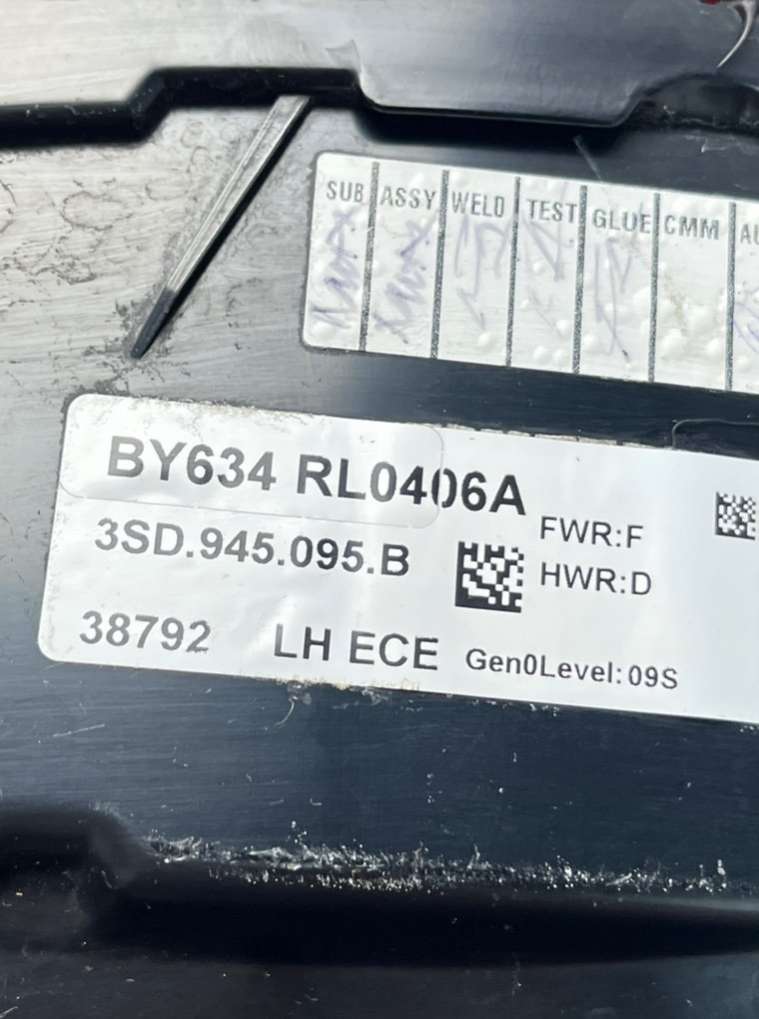 SUB ASSY WELD TEST GLUE CMM
BY634 RL0406A
FWR:F
3SD.945.095.B
HWR:D
38792 LH ECE Gen0Level:09S